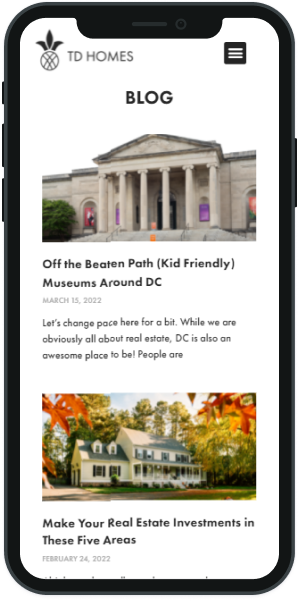 TD HOMES
BLOG
Off the Beaten Path (Kid Friendly)
Museums Around DC
MARCH 15, 2022
Let's change pace here for a bit. While we are
obviously all about real estate, DC is also an
awesome place to be! People are
Make Your Real Estate Investments in
These Five Areas
FEBRUARY 24, 2022